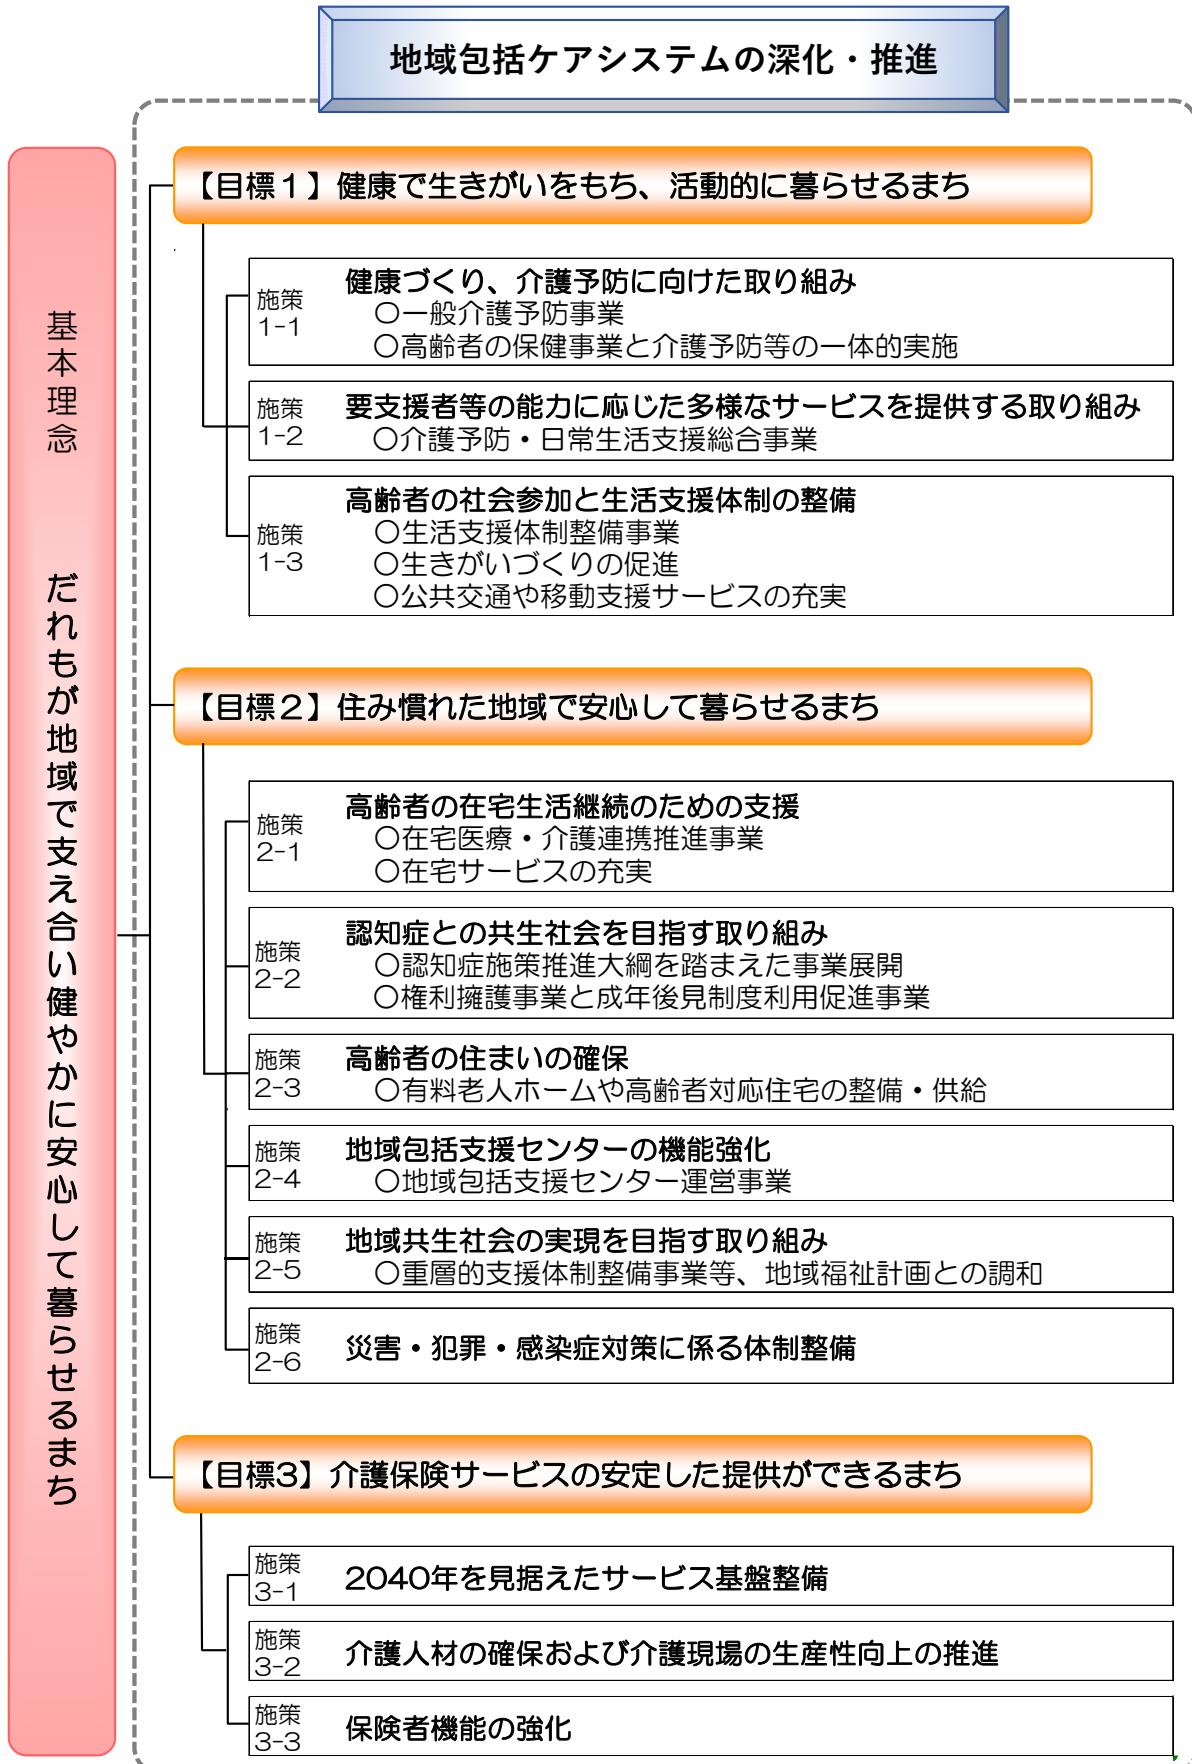 地域包括ケアシステムの深化・推進
基本理念　だれもが地域で支え合い健やかに安心して暮らせるまち
【目標１】健康で生きがいをもち、活動的に暮らせるまち
施策
1-1
健康づくり、介護予防に向けた取り組み
〇一般介護予防事業
〇高齢者の保健事業と介護予防等の一体的実施
施策
1-2
要支援者等の能力に応じた多様なサービスを提供する取り組み
〇介護予防・日常生活支援総合事業
施策
1-3
高齢者の社会参加と生活支援体制の整備
〇生活支援体制整備事業
〇生きがいづくりの促進
〇公共交通や移動支援サービスの充実
【目標２】住み慣れた地域で安心して暮らせるまち
施策
2-1
高齢者の在宅生活継続のための支援
〇在宅医療・介護連携推進事業
〇在宅サービスの充実
施策
2-2
認知症との共生社会を目指す取り組み
〇認知症施策推進大綱を踏まえた事業展開
〇権利擁護事業と成年後見制度利用促進事業
施策
2-3
高齢者の住まいの確保
〇有料老人ホームや高齢者対応住宅の整備・供給
施策
2-4
地域包括支援センターの機能強化
〇地域包括支援センター運営事業
施策
2-5
地域共生社会の実現を目指す取り組み
〇重層的支援体制整備事業等、地域福祉計画との調和
施策
2-6
災害・犯罪・感染症対策に係る体制整備
【目標3】介護保険サービスの安定した提供ができるまち
施策
3-1
2040年を見据えたサービス基盤整備
施策
3-2
介護人材の確保および介護現場の生産性向上の推進
施策
3-3
保険者機能の強化